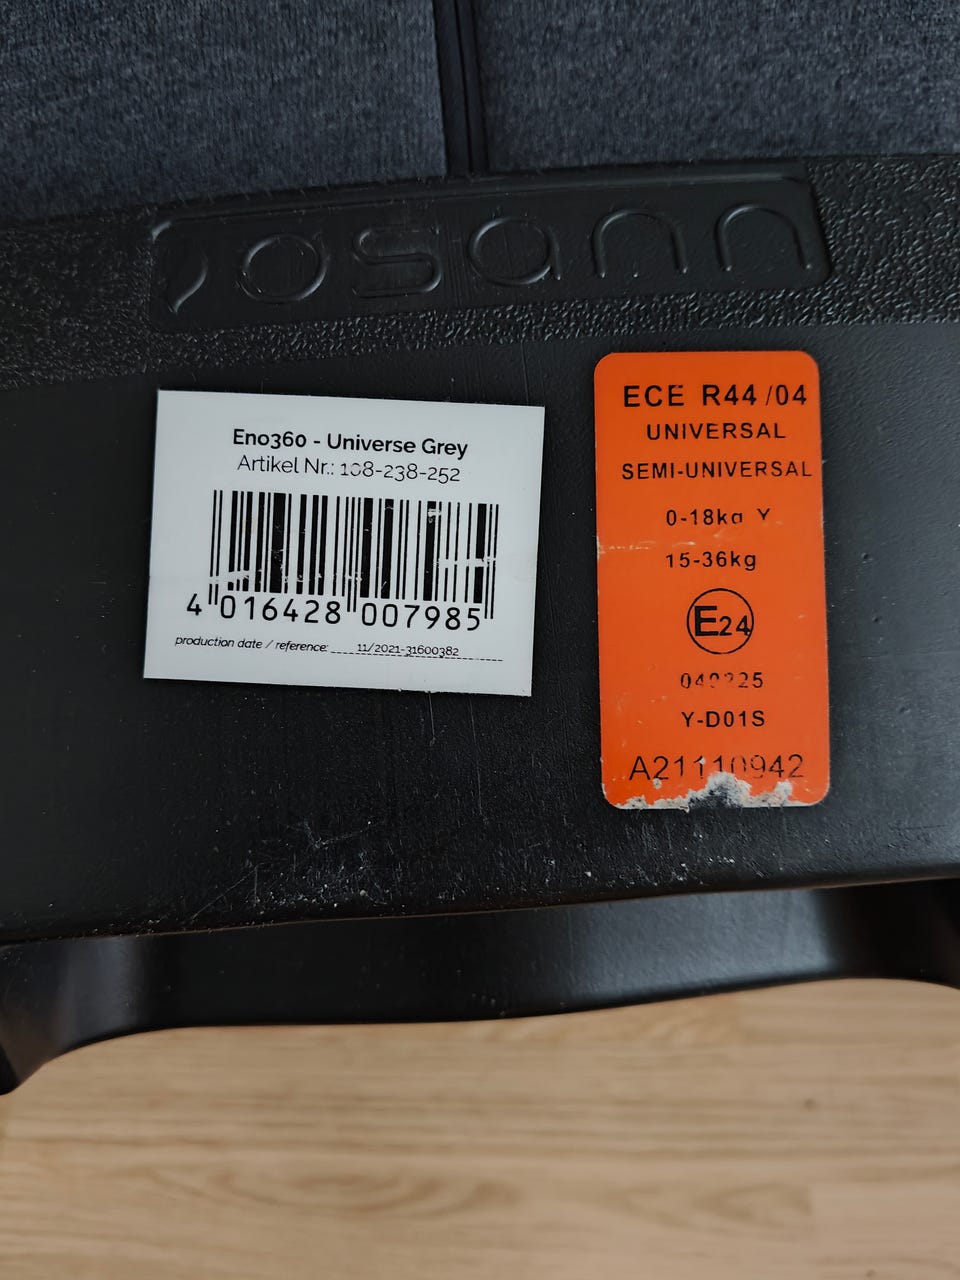 osann
Eno360 - Universe Grey
Artikel Nr.: 108-238-252
4 016428 007985
production date / reference: 11/2021-31600382
ECE R44 /04
UNIVERSAL
SEMI-UNIVERSAL
0-18kg Y
15-36kg
E24
Y-D01S
A21110942